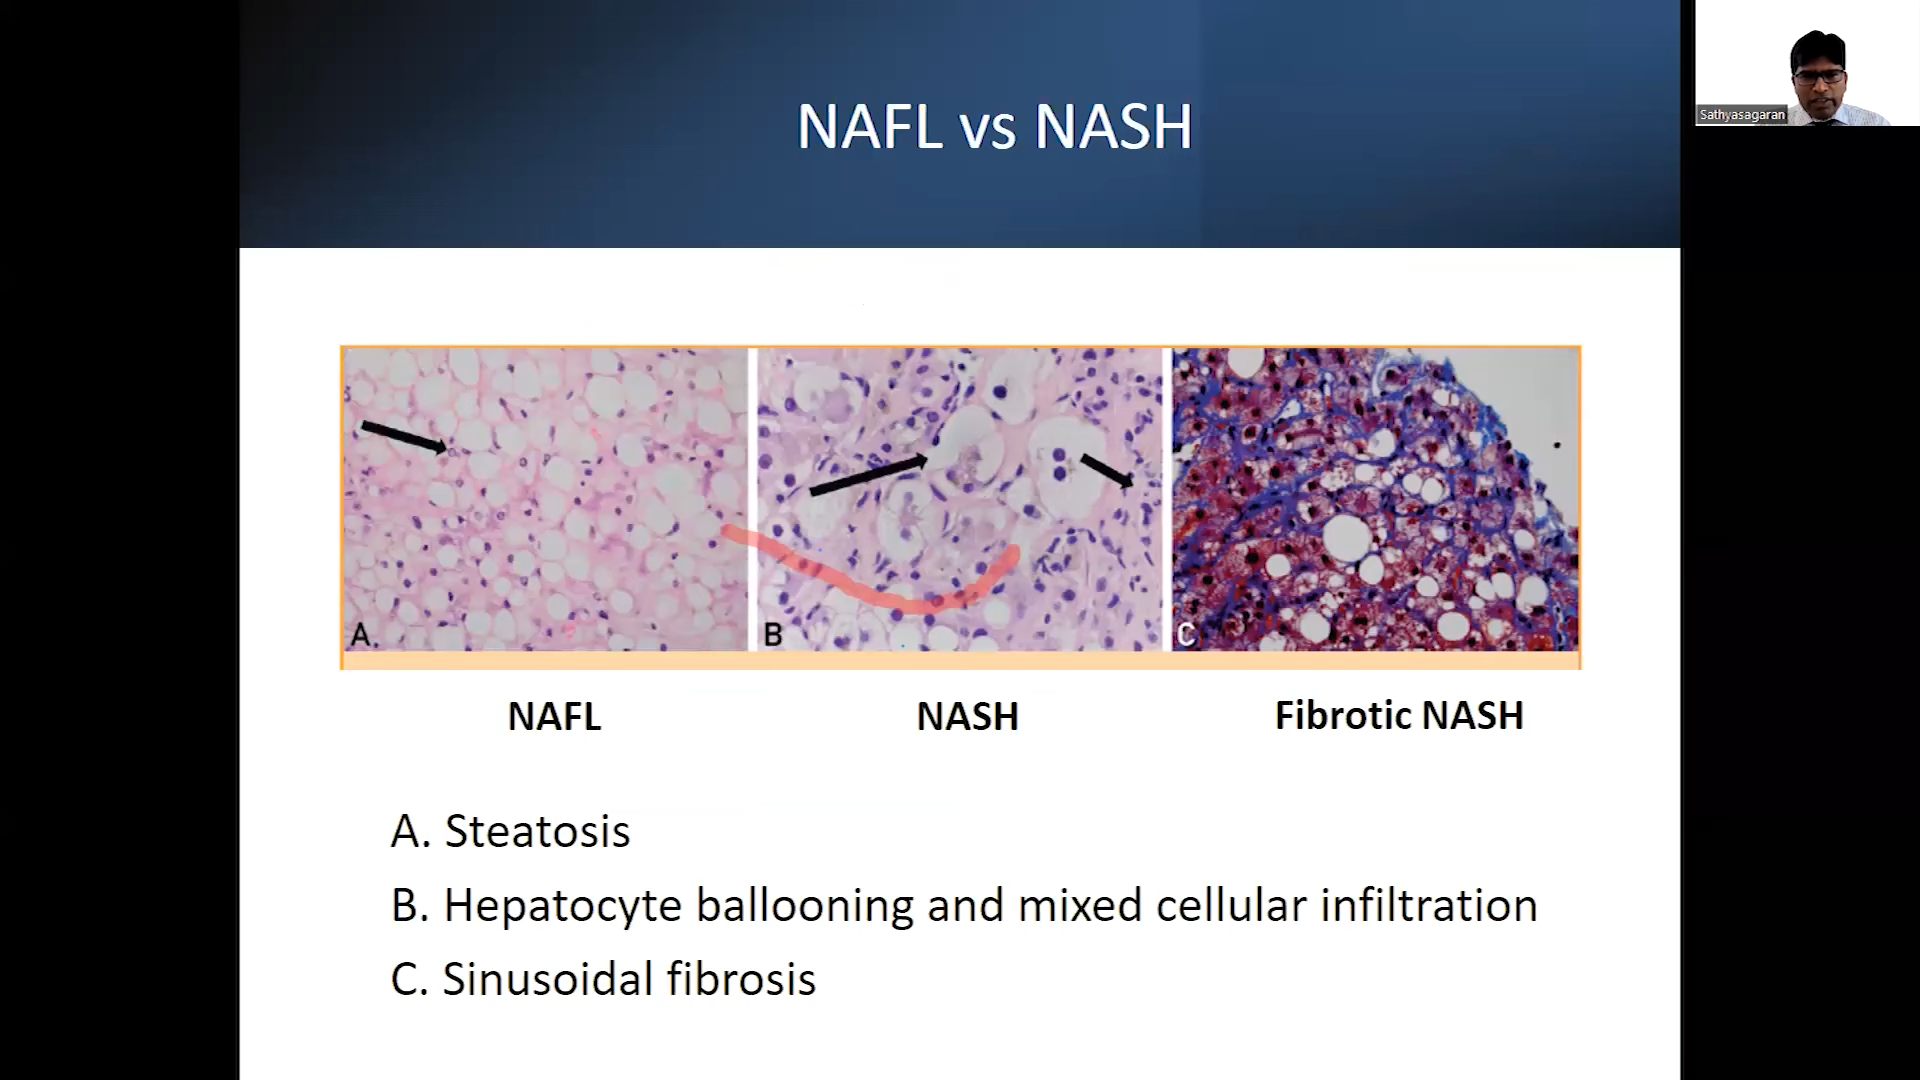 NAFL vs NASH
Sathyasagaran
A.
B
C
NAFL
NASH
Fibrotic NASH
A. Steatosis
B. Hepatocyte ballooning and mixed cellular infiltration
C. Sinusoidal fibrosis